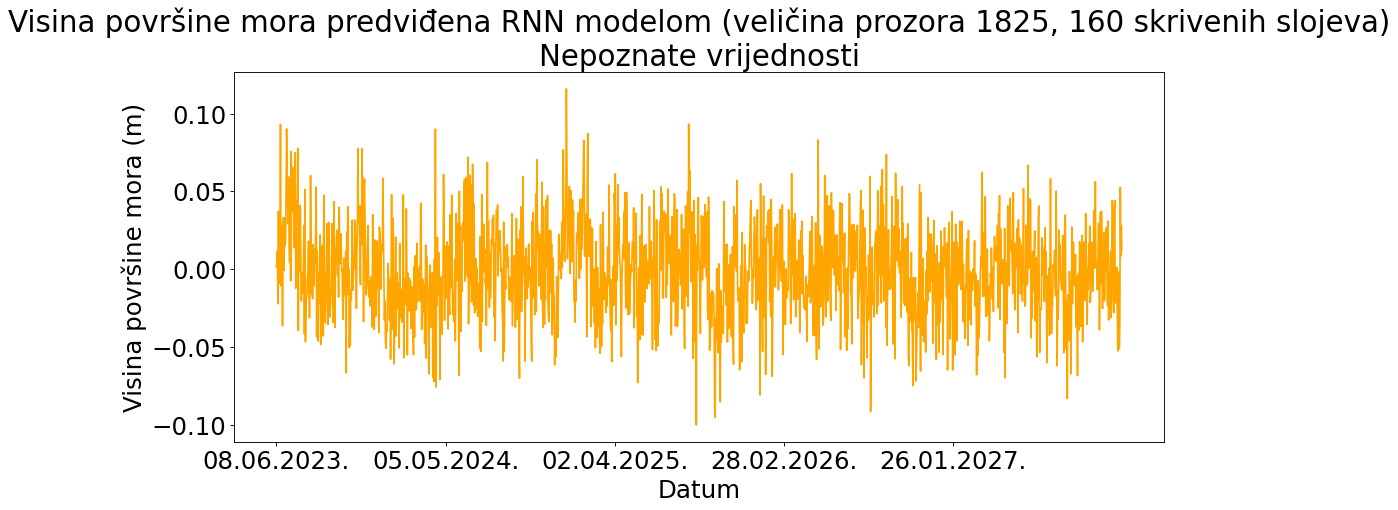 Visina površine mora predviđena RNN modelom (veličina prozora 1825, 160 skrivenih slojeva)
Nepoznate vrijednosti
Visina površine mora (m)
0.10
0.05
0.00
−0.05
−0.10
08.06.2023. 05.05.2024. 02.04.2025. 28.02.2026. 26.01.2027.
Datum